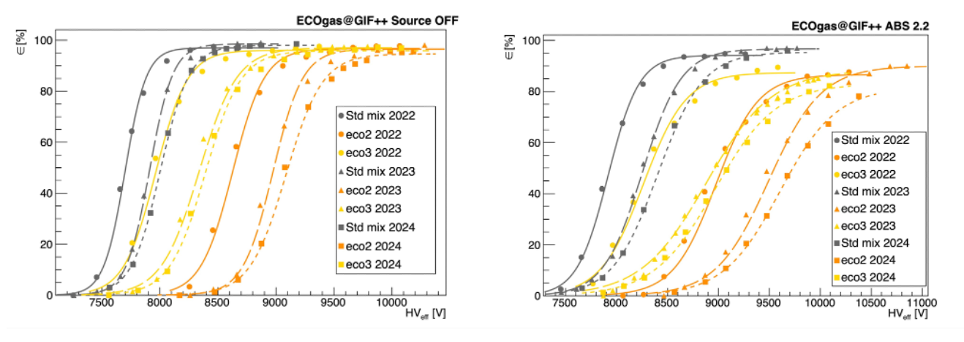 ECOgas@GIF++ Source OFF
∈ [%]
100
80
60
40
20
0
Std mix 2022
eco2 2022
eco3 2022
Std mix 2023
eco2 2023
eco3 2023
Std mix 2024
eco2 2024
eco3 2024
7500 8000 8500 9000 9500 10000
HVeff [V]
ECOgas@GIF++ ABS 2.2
∈ [%]
100
80
60
40
20
0
Std mix 2022
eco2 2022
eco3 2022
Std mix 2023
eco2 2023
eco3 2023
Std mix 2024
eco2 2024
eco3 2024
7500 8000 8500 9000 9500 10000 10500 11000
HVeff [V]